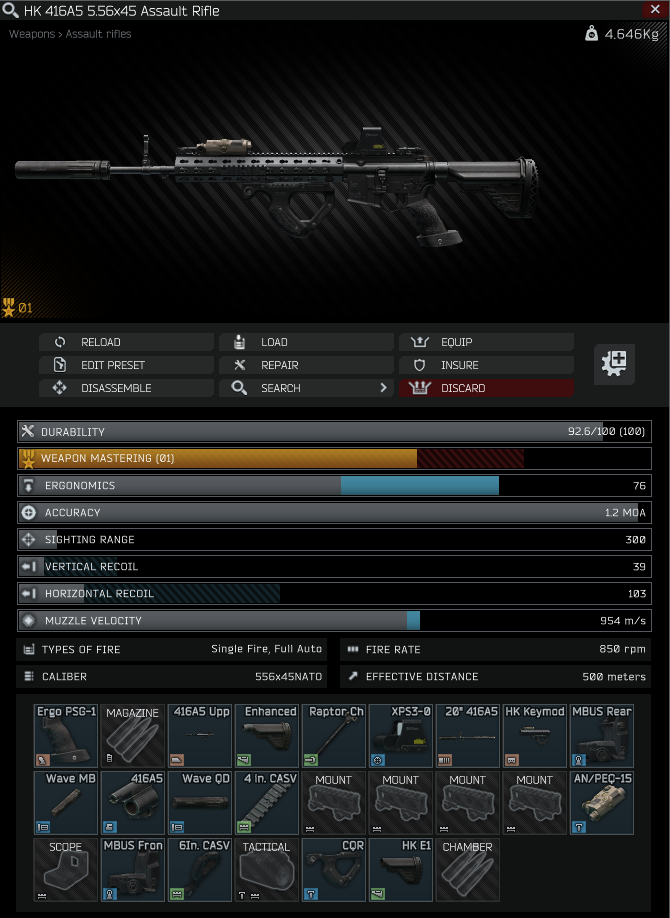 HK 416A5 5.56x45 Assault Rifle
Weapons > Assault rifles
4.646Kg
01
RELOAD
LOAD
EQUIP
EDIT PRESET
REPAIR
INSURE
DISASSEMBLE
SEARCH
DISCARD
DURABILITY 92.6/100 (100)
WEAPON MASTERING (01)
ERGONOMICS 76
ACCURACY 1.2 MOA
SIGHTING RANGE 300
VERTICAL RECOIL 39
HORIZONTAL RECOIL 103
MUZZLE VELOCITY 954 m/s
TYPES OF FIRE Single Fire, Full Auto
FIRE RATE 850 rpm
CALIBER 556x45NATO
EFFECTIVE DISTANCE 500 meters
Ergo PSG-1
MAGAZINE
416A5 Upp
Enhanced
Raptor Ch
XPS3-0
20" 416A5
HK Keymod
MBUS Rear
Wave MB
416A5
Wave QD
4 in. CASV
MOUNT
MOUNT
MOUNT
MOUNT
AN/PEQ-15
SCOPE
MBUS Fron
6In. CASV
TACTICAL
CQR
HK E1
CHAMBER